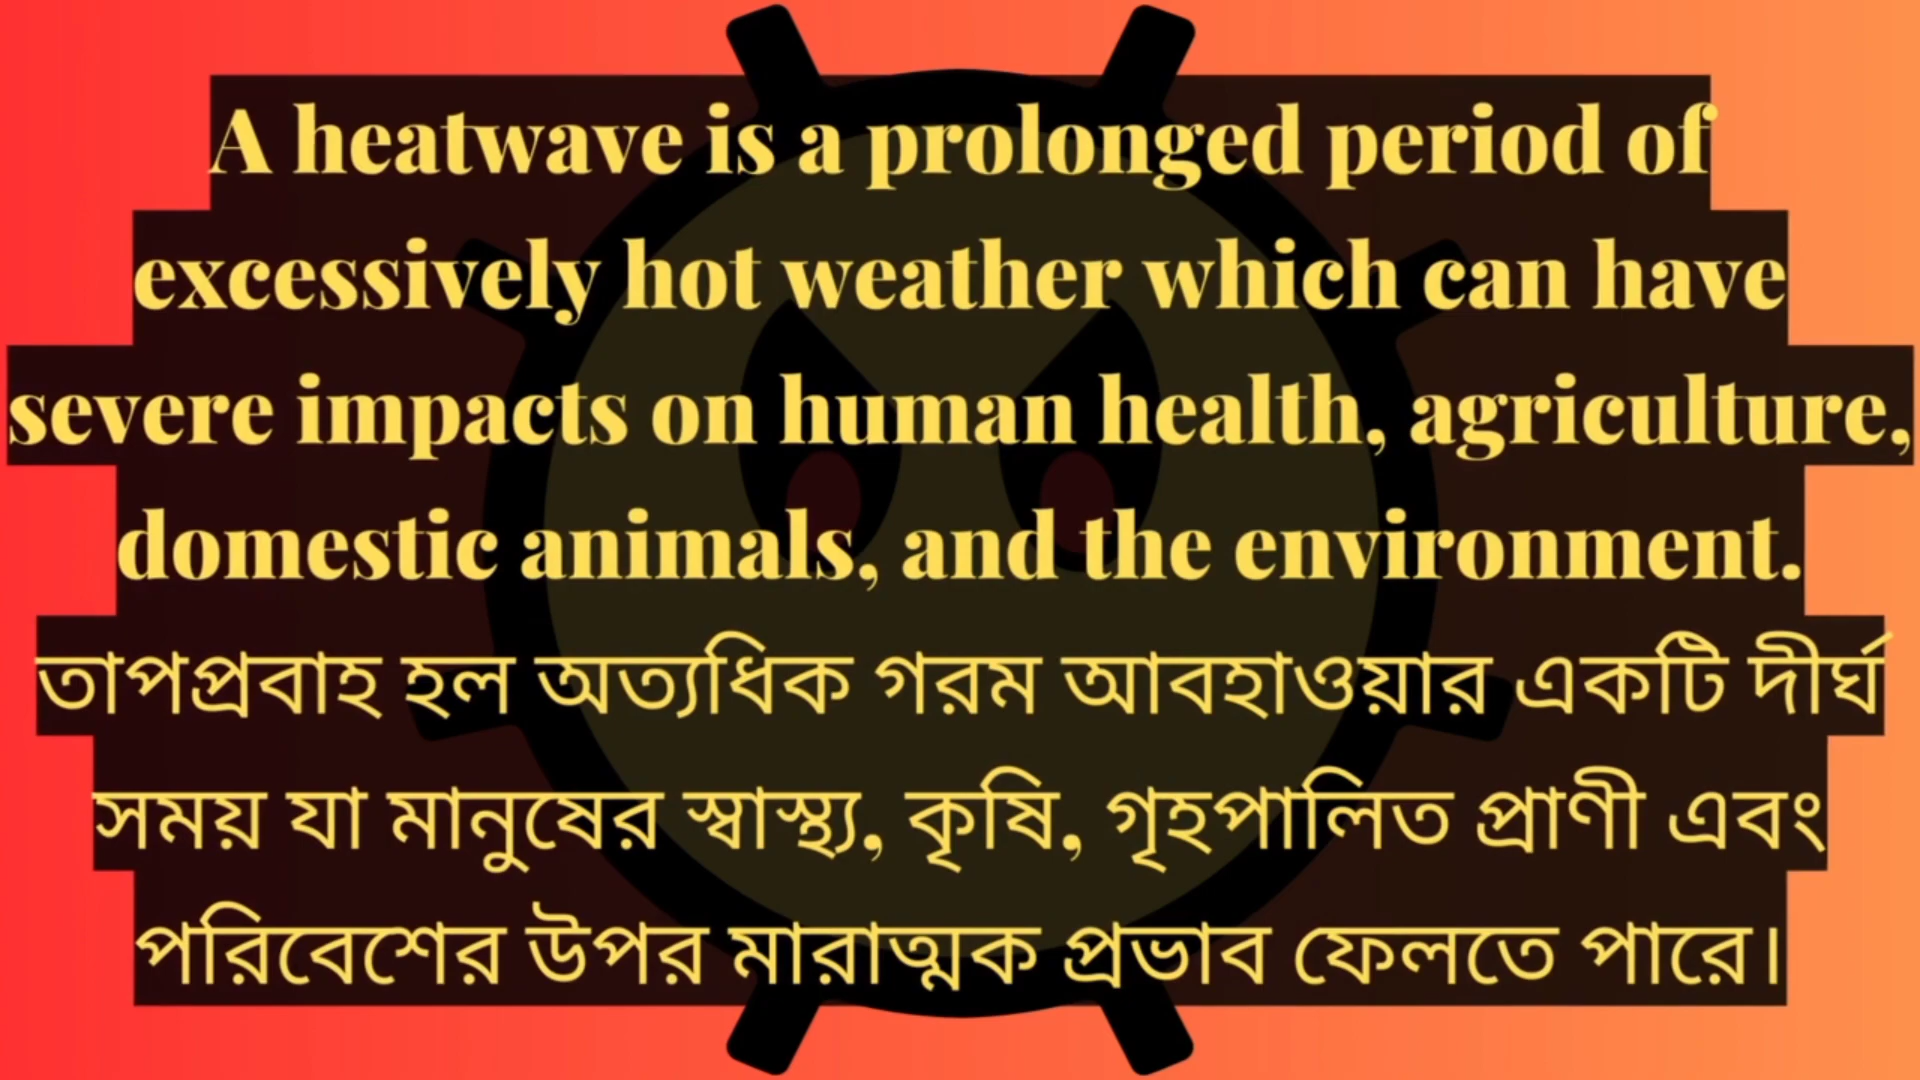 A heatwave is a prolonged period of
excessively hot weather which can have
severe impacts on human health, agriculture,
domestic animals, and the environment.
তাপপ্রবাহ হল অত্যধিক গরম আবহাওয়ার একটি দীর্ঘ
সময় যা মানুষের স্বাস্থ্য, কৃষি, গৃহপালিত প্রাণী এবং
পরিবেশের উপর মারাত্মক প্রভাব ফেলতে পারে।